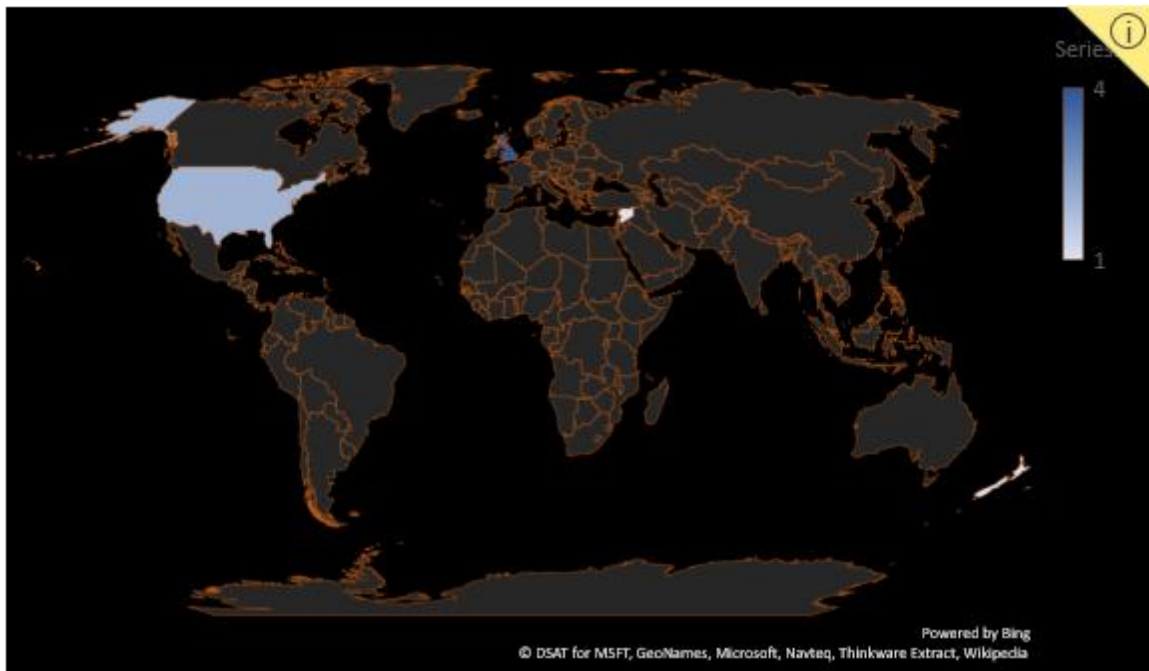 Series
4
1
Powered by Bing
© DSAT for MSFT, GeoNames, Microsoft, Navteq, Thinkware Extract, Wikipedia